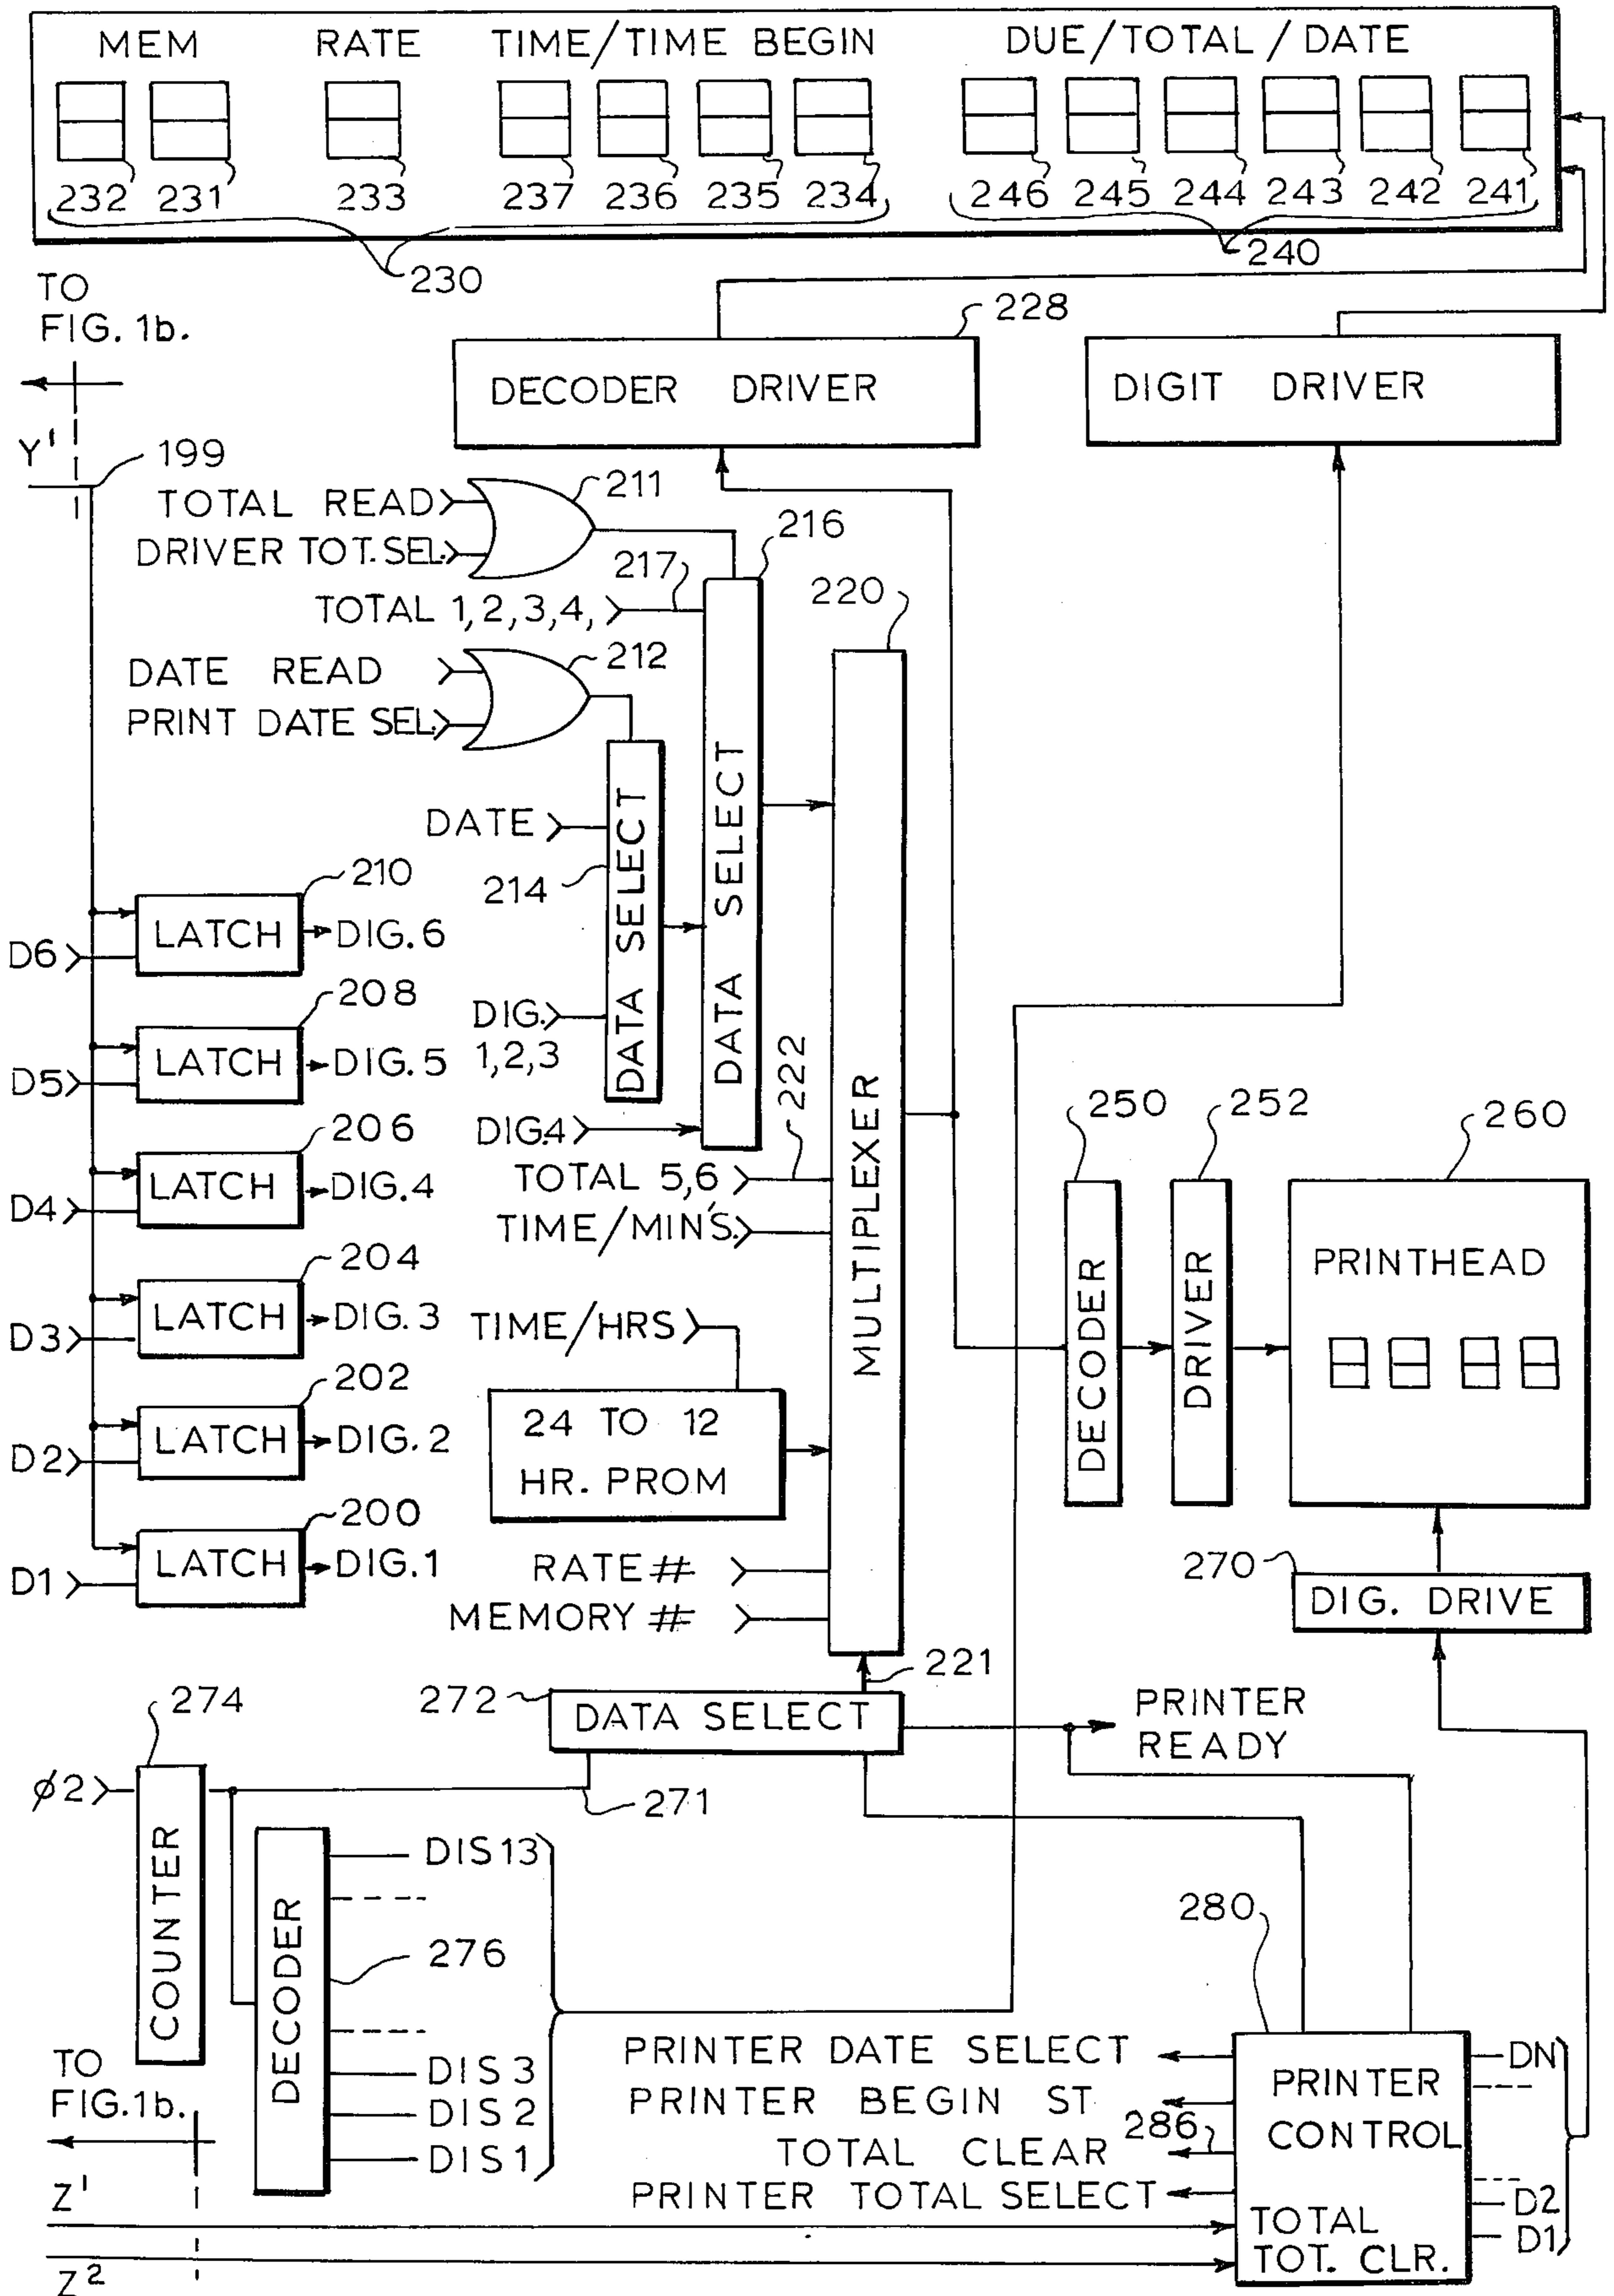 MEM RATE TIME/TIME BEGIN DUE/TOTAL/DATE
232 231 233 237 236 235 234 246 245 244 243 242 241
230 240
TO
FIG. 1b.
228
DECODER DRIVER
DIGIT DRIVER
Y'
199
TOTAL READ
DRIVER TOT. SEL.
211
216
217
TOTAL 1,2,3,4,
220
DATE READ
PRINT DATE SEL.
212
DATA SELECT
DATA SELECT
DATE
214
DIG.
1,2,3
DIG.4
222
TOTAL 5,6
TIME/MIN'S.
MULTIPLEXER
210
D6 LATCH DIG.6
208
D5 LATCH DIG.5
206
D4 LATCH DIG.4
204
D3 LATCH DIG.3
202
D2 LATCH DIG.2
200
D1 LATCH DIG.1
TIME/HRS
24 TO 12
HR. PROM
RATE #
MEMORY #
250
DECODER
252
DRIVER
260
PRINTHEAD
270
DIG. DRIVE
221
272
DATA SELECT
PRINTER
READY
274
ϕ2
COUNTER
271
DECODER
276
DIS 13
DIS 3
DIS 2
DIS 1
TO
FIG.1b.
Z'
Z2
280
PRINTER DATE SELECT
PRINTER BEGIN ST
286
TOTAL CLEAR
PRINTER TOTAL SELECT
PRINTER
CONTROL
TOTAL
TOT. CLR.
DN
D2
D1